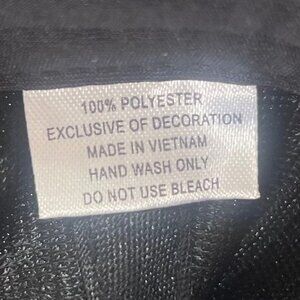 100% POLYESTER
EXCLUSIVE OF DECORATION
MADE IN VIETNAM
HAND WASH ONLY
DO NOT USE BLEACH